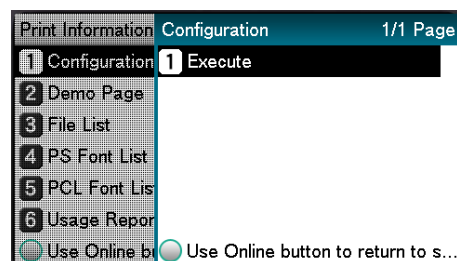 Print Information
1 Configuration
2 Demo Page
3 File List
4 PS Font List
5 PCL Font Lis
6 Usage Repor
Use Online b
Configuration 1/1 Page
1 Execute
Use Online button to return to s...